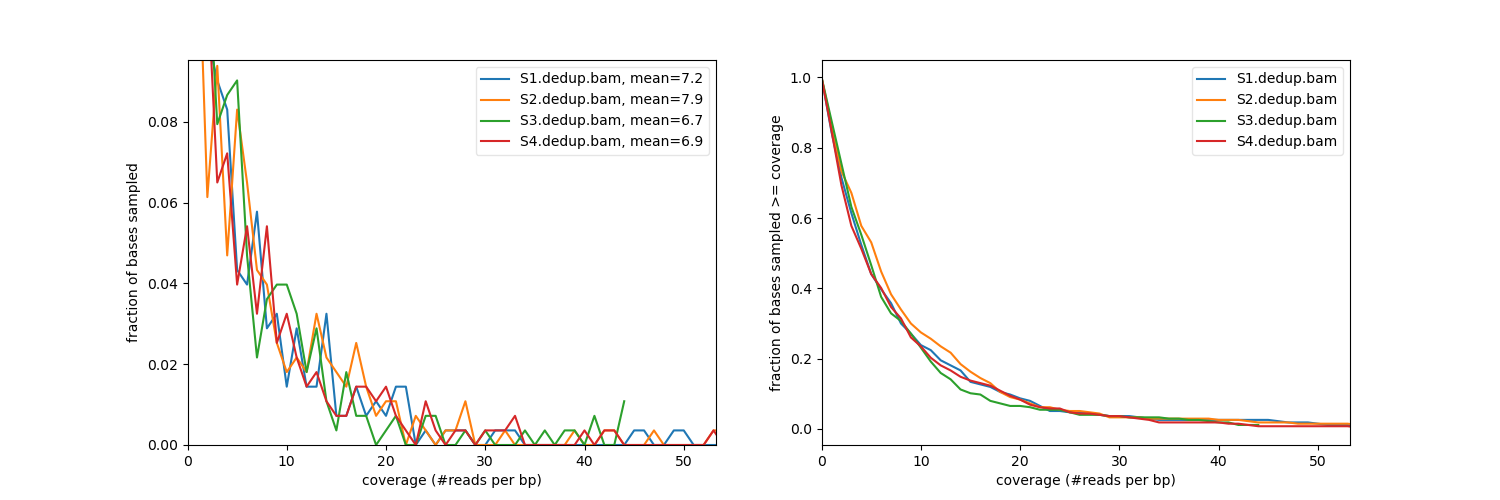 S1.dedup.bam, mean=7.2
S2.dedup.bam, mean=7.9
S3.dedup.bam, mean=6.7
S4.dedup.bam, mean=6.9
fraction of bases sampled
0.08
0.06
0.04
0.02
0.00
0 10 20 30 40 50
coverage (#reads per bp)
S1.dedup.bam
S2.dedup.bam
S3.dedup.bam
S4.dedup.bam
fraction of bases sampled >= coverage
1.0
0.8
0.6
0.4
0.2
0.0
0 10 20 30 40 50
coverage (#reads per bp)